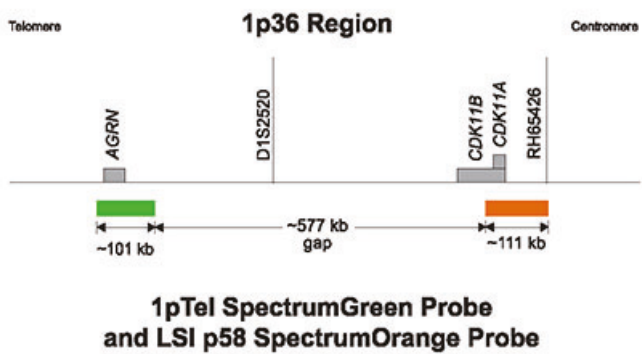 Telomere 1p36 Region Centromere
AGRN
D1S2520
CDK11B
CDK11A
RH65426
~577 kb
gap
~101 kb
~111 kb
1pTel SpectrumGreen Probe
and LSI p58 SpectrumOrange Probe